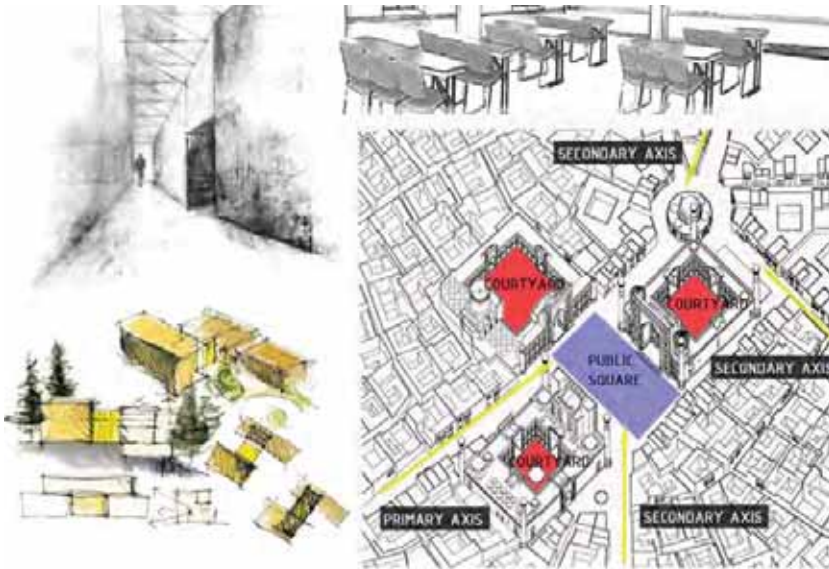 SECONDARY AXIS
COURTYARD
COURTYARD
PUBLIC
SQUARE
SECONDARY AXIS
COURTYARD
PRIMARY AXIS
SECONDARY AXIS